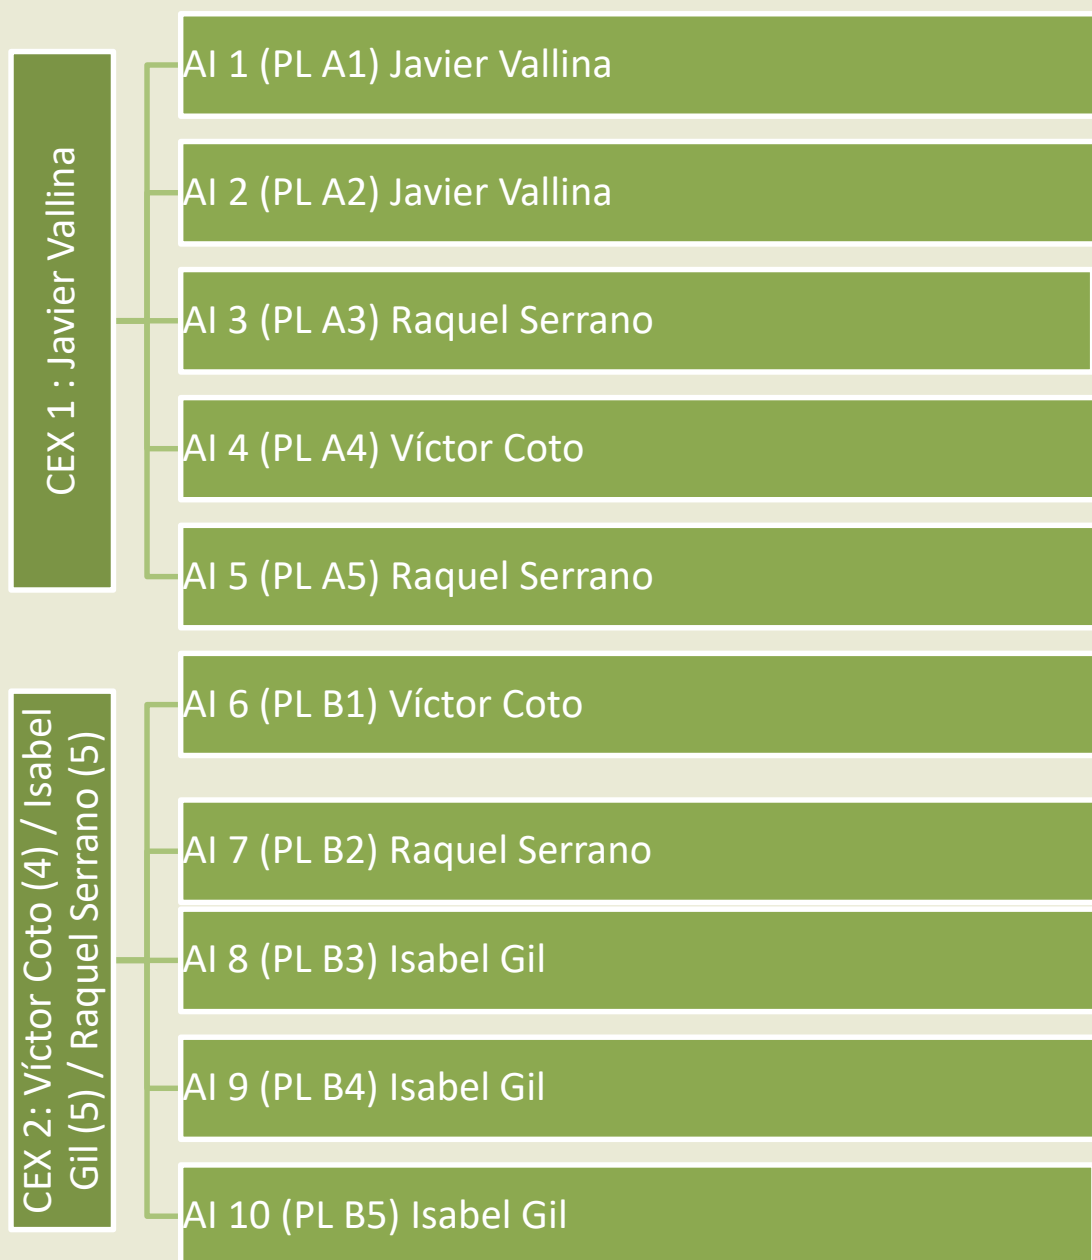 CEX 1 : Javier Vallina
AI 1 (PL A1) Javier Vallina
AI 2 (PL A2) Javier Vallina
AI 3 (PL A3) Raquel Serrano
AI 4 (PL A4) Víctor Coto
AI 5 (PL A5) Raquel Serrano
CEX 2: Víctor Coto (4) / Isabel
Gil (5) / Raquel Serrano (5)
AI 6 (PL B1) Víctor Coto
AI 7 (PL B2) Raquel Serrano
AI 8 (PL B3) Isabel Gil
AI 9 (PL B4) Isabel Gil
AI 10 (PL B5) Isabel Gil